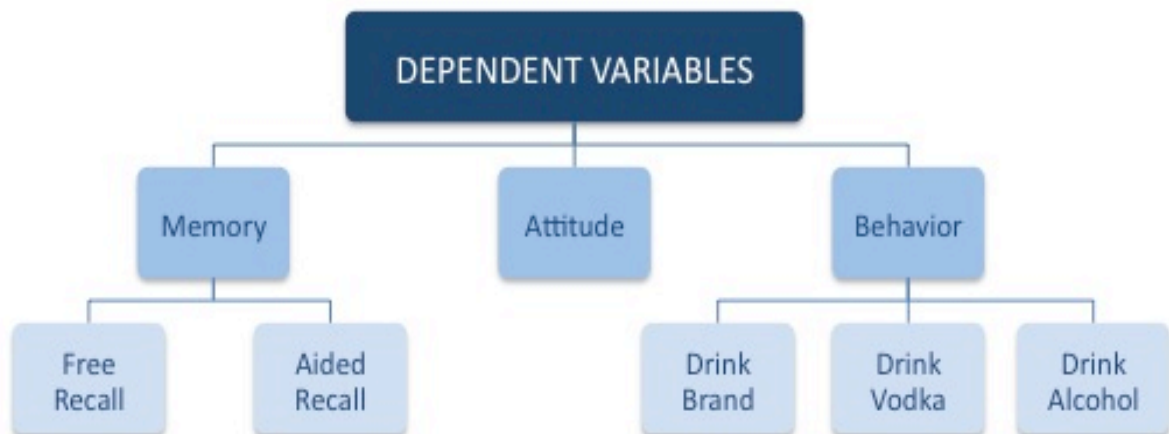 DEPENDENT VARIABLES
Memory
Attitude
Behavior
Free
Recall
Aided
Recall
Drink
Brand
Drink
Vodka
Drink
Alcohol